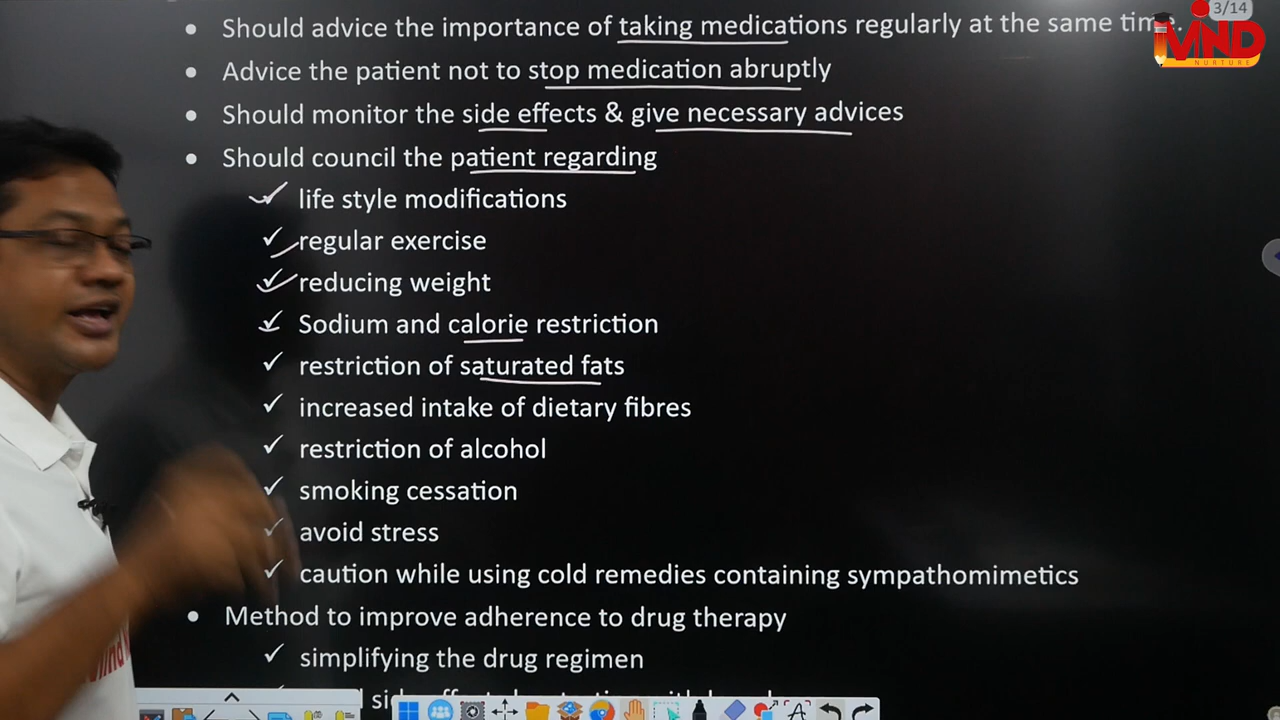 3/14
MIND
NURTURE
• Should advice the importance of taking medications regularly at the same time.
• Advice the patient not to stop medication abruptly
• Should monitor the side effects & give necessary advices
• Should council the patient regarding
✓ life style modifications
✓ regular exercise
✓ reducing weight
✓ Sodium and calorie restriction
✓ restriction of saturated fats
✓ increased intake of dietary fibres
✓ restriction of alcohol
✓ smoking cessation
✓ avoid stress
✓ caution while using cold remedies containing sympathomimetics
• Method to improve adherence to drug therapy
✓ simplifying the drug regimen